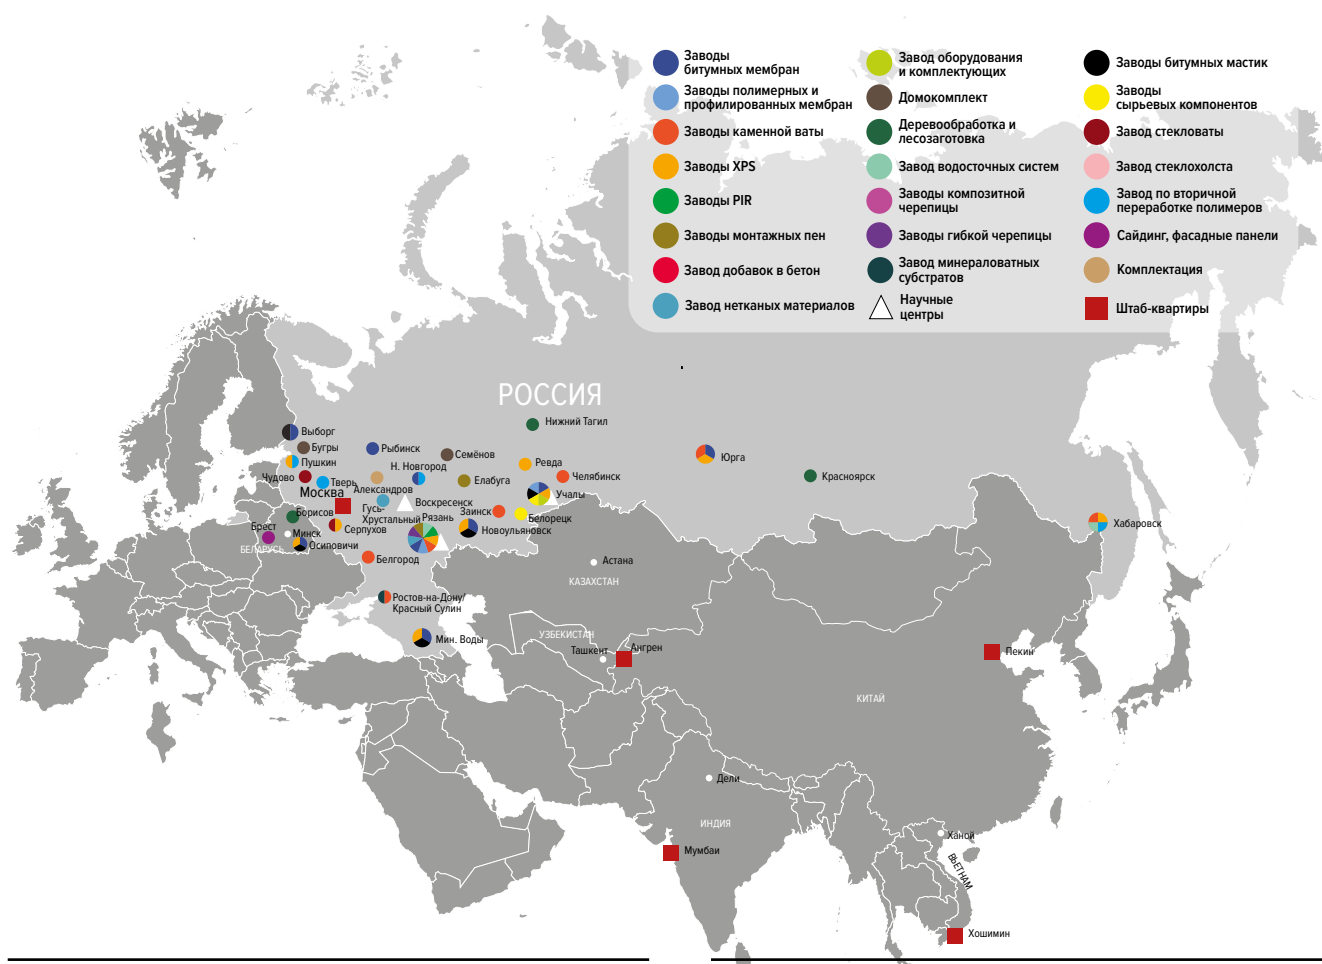 Заводы
битумных мембран
Заводы полимерных и
профилированных мембран
Заводы каменной ваты
Заводы XPS
Заводы PIR
Заводы монтажных пен
Завод добавок в бетон
Завод нетканых материалов
Завод оборудования
и комплектующих
Домокомплект
Деревообработка и
лесозаготовка
Завод водосточных систем
Заводы композитной
черепицы
Заводы гибкой черепицы
Завод минераловатных
субстратов
Научные
центры
Заводы битумных мастик
Заводы
сырьевых компонентов
Завод стекловаты
Завод стеклохолста
Завод по вторичной
переработке полимеров
Сайдинг, фасадные панели
Комплектация
Штаб-квартиры
РОССИЯ
Нижний Тагил
Выборг
Бугры
Рыбинск
Семёнов
Пушкин
Н. Новгород
Ревда
Юрга
Чудово
Тверь
Елабуга
Челябинск
Красноярск
Москва
Александров
Воскресенск
Учалы
Гусь-
Хрустальный
Рязань
Заинск
Белорецк
Борисов
Хабаровск
Брест
Минск
Серпухов
Новоульяновск
БЕЛАРУСЬ
Осиповичи
Белгород
Астана
КАЗАХСТАН
Ростов-на-Дону/
Красный Сулин
Мин. Воды
УЗБЕКИСТАН
Ташкент
Ангрен
Пекин
КИТАЙ
Дели
ИНДИЯ
Ханой
Мумбаи
ВЬЕТНАМ
Хошимин